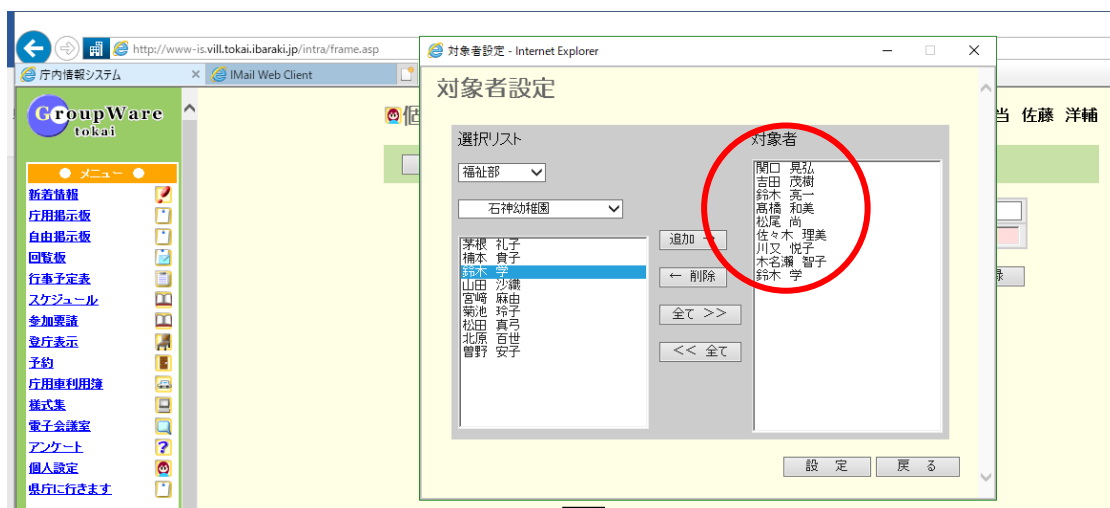 http://www-is.vill.tokai.ibaraki.jp/intra/frame.asp
庁内情報システム
IMail Web Client
GroupWare
tokai
メニュー
新着情報
庁用掲示板
自由掲示板
回覧板
行事予定表
スケジュール
参加要請
登庁表示
予約
庁用車利用簿
様式集
電子会議室
アンケート
個人設定
県庁に行きます
当 佐藤 洋輔
対象者設定 - Internet Explorer
対象者設定
選択リスト
福祉部
石神幼稚園
茅根 礼子
楠本 貴子
鈴木 学
山田 沙織
宮﨑 麻由
菊池 玲子
松田 真弓
北原 百世
曽野 安子
追加 →
← 削除
全て >>
<< 全て
対象者
関口 晃弘
吉田 茂樹
鈴木 亮一
髙橋 和美
松尾 尚
佐々木 理美
川又 悦子
木名瀬 智子
鈴木 学
設 定
戻 る